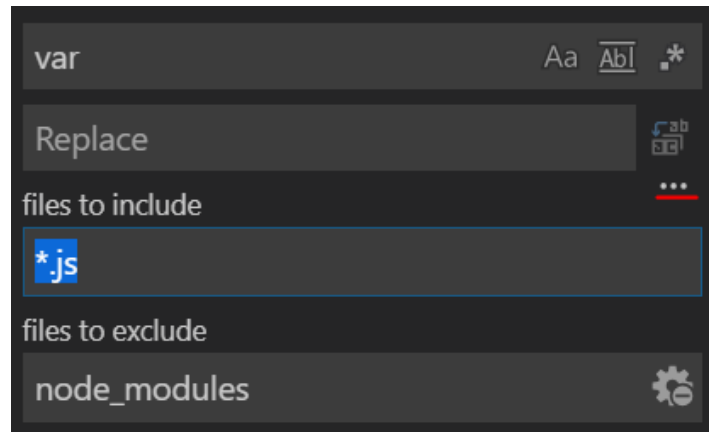 var Aa Abl .*
Replace
files to include
...
*.js
files to exclude
node_modules